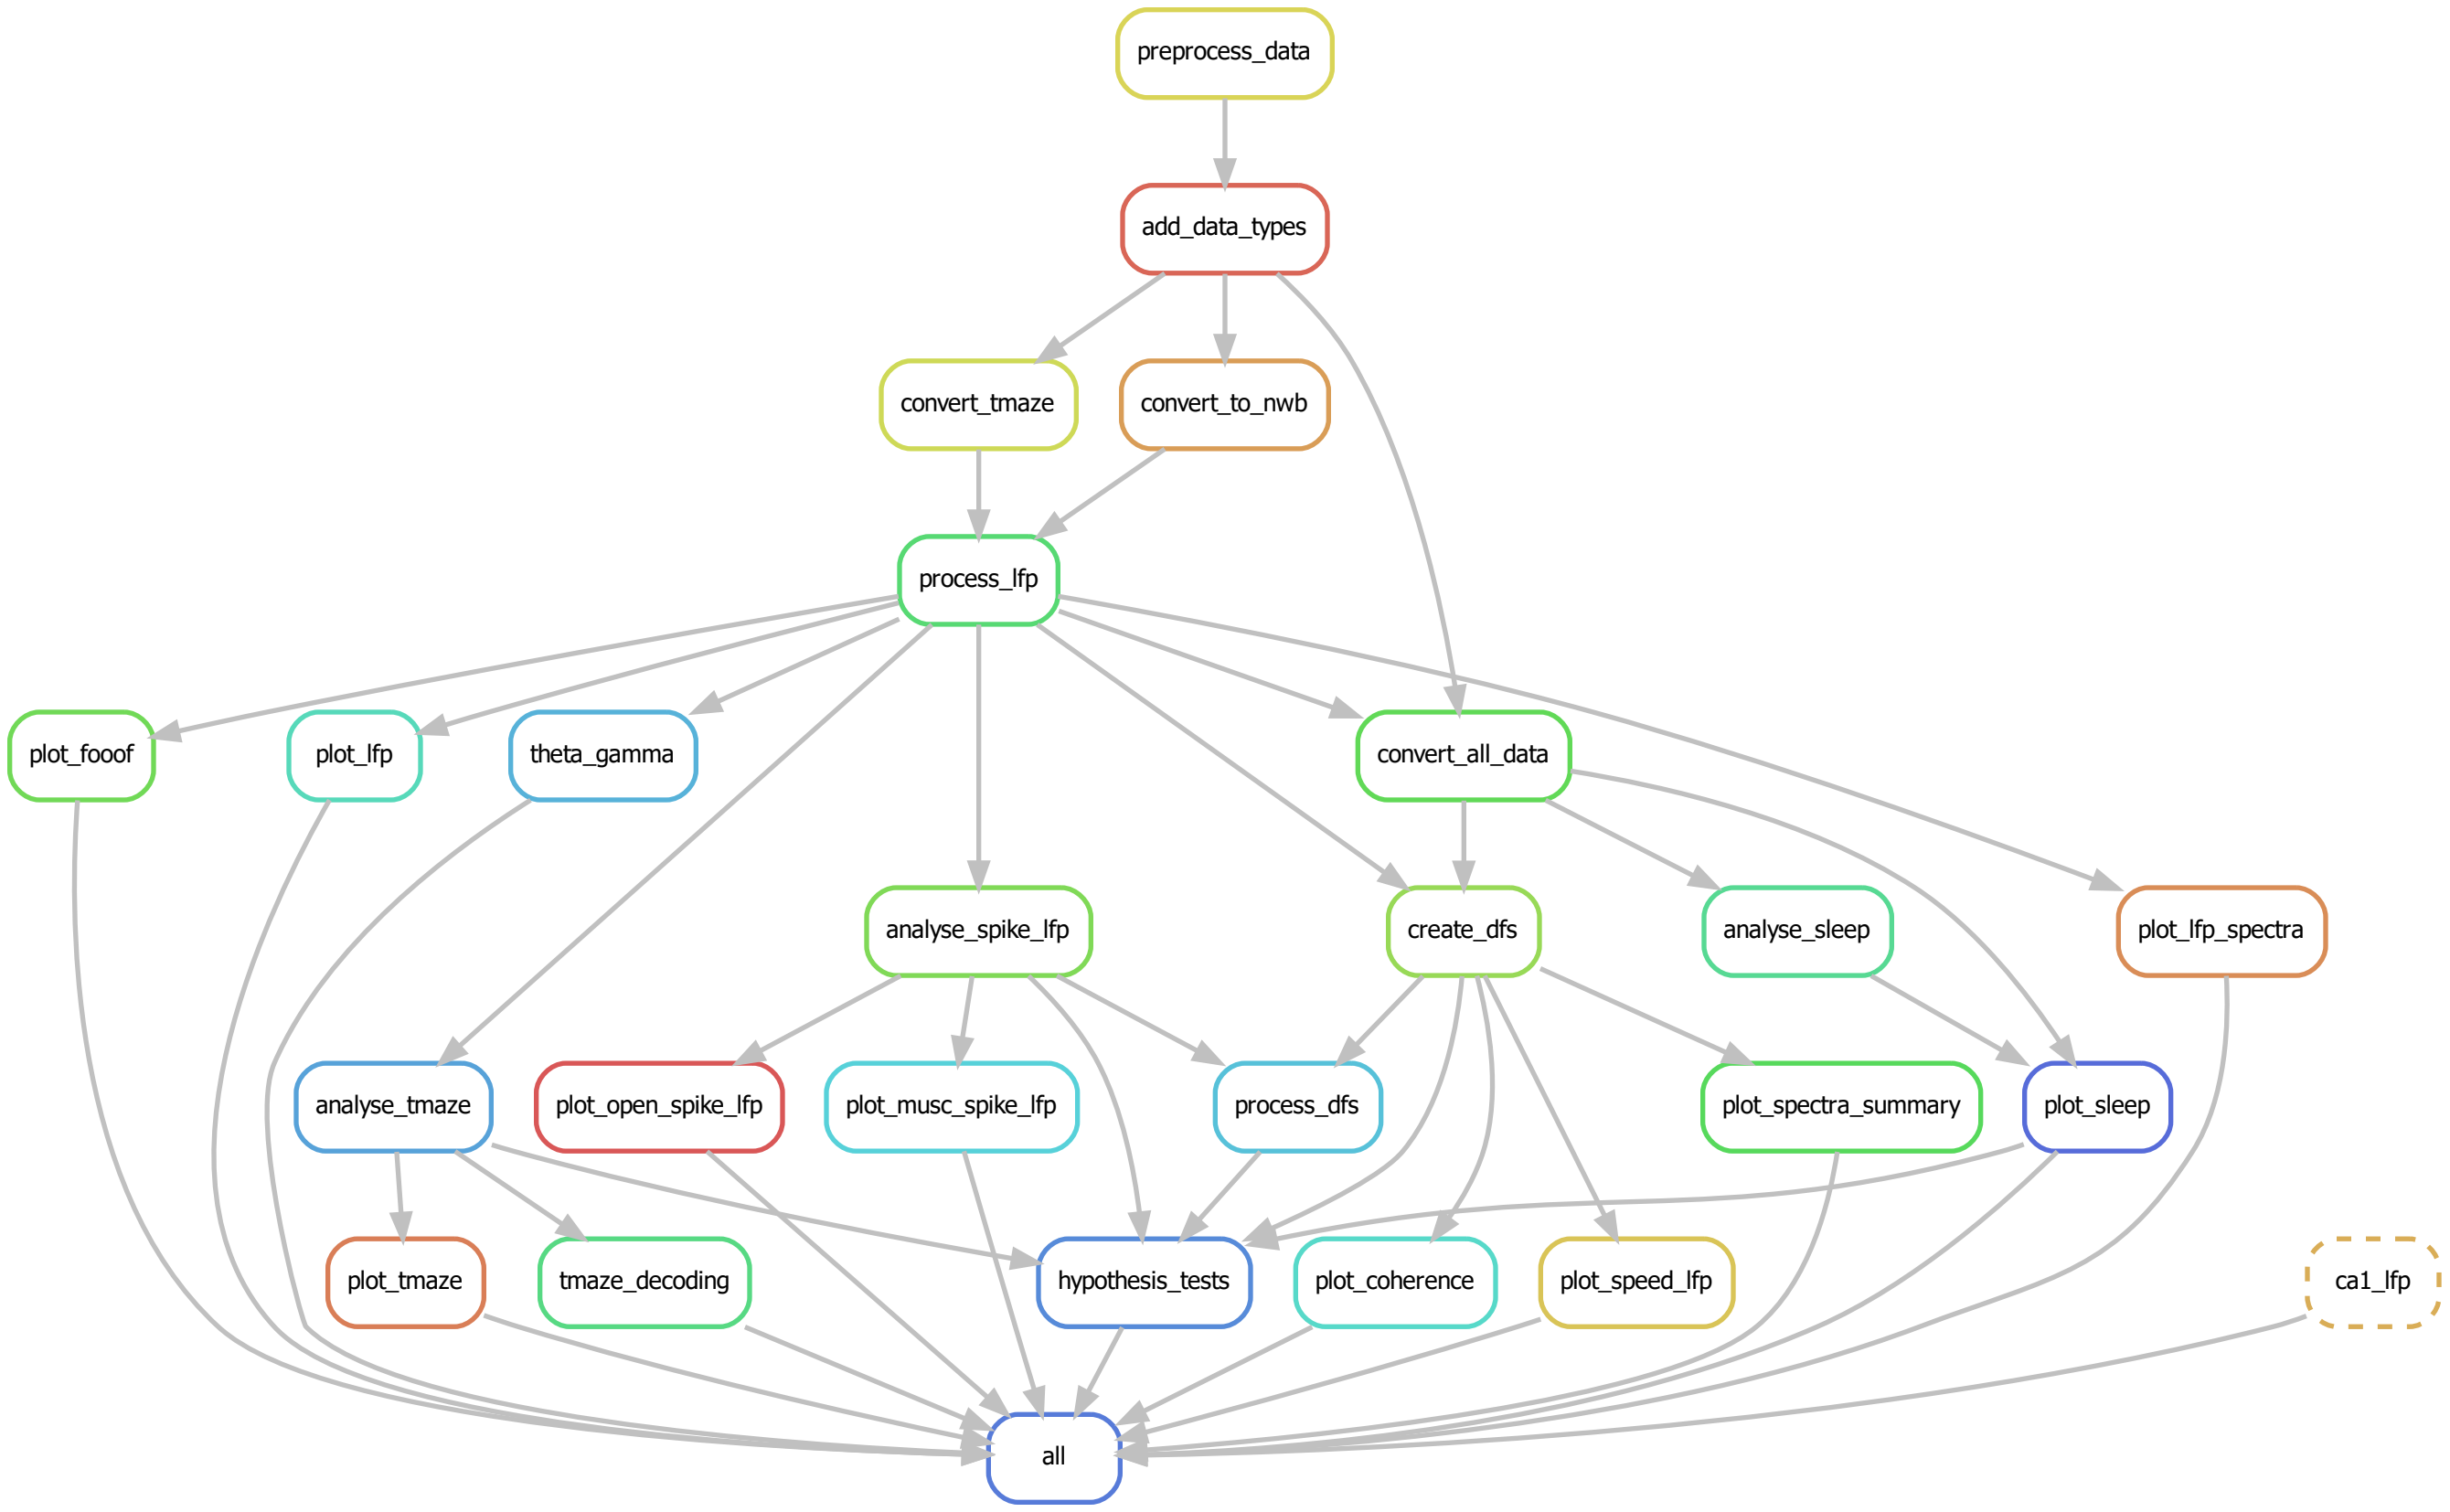 preprocess_data
add_data_types
convert_tmaze
convert_to_nwb
process_lfp
plot_fooof
plot_lfp
theta_gamma
convert_all_data
analyse_spike_lfp
create_dfs
analyse_sleep
plot_lfp_spectra
analyse_tmaze
plot_open_spike_lfp
plot_musc_spike_lfp
process_dfs
plot_spectra_summary
plot_sleep
plot_tmaze
tmaze_decoding
hypothesis_tests
plot_coherence
plot_speed_lfp
ca1_lfp
all